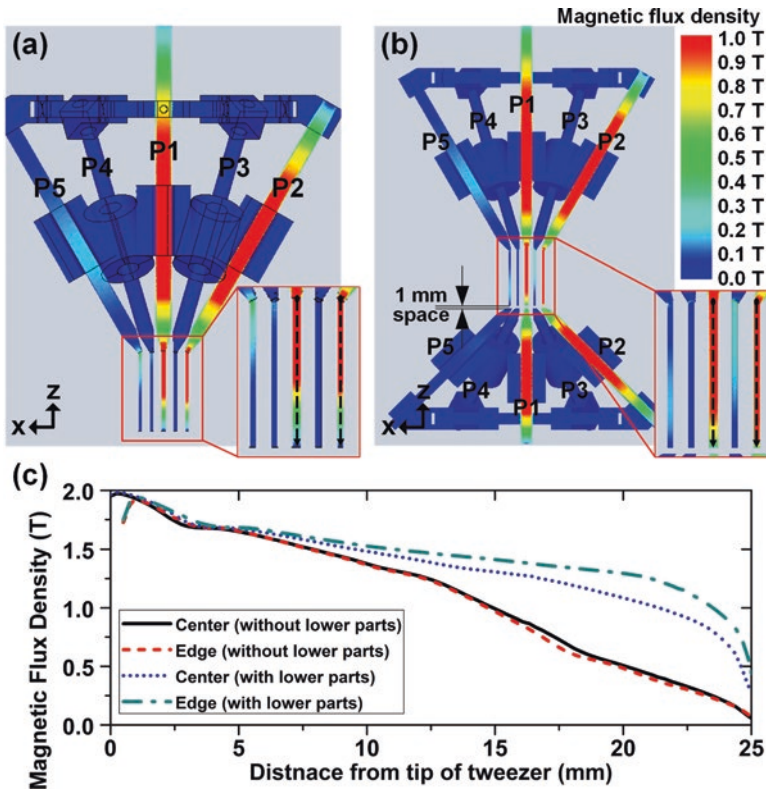 Magnetic flux density
(a)
P1
P4
P3
P5
P2
z
x
(b)
P1
P4
P3
P5
P2
1 mm
space
P5
P2
P4
P3
P1
z
x
1.0 T
0.9 T
0.8 T
0.7 T
0.6 T
0.5 T
0.4 T
0.3 T
0.2 T
0.1 T
0.0 T
(c)
Magnetic Flux Density (T)
2.0
1.5
1.0
0.5
0.0
Center (without lower parts)
Edge (without lower parts)
Center (with lower parts)
Edge (with lower parts)
0 5 10 15 20 25
Distnace from tip of tweezer (mm)